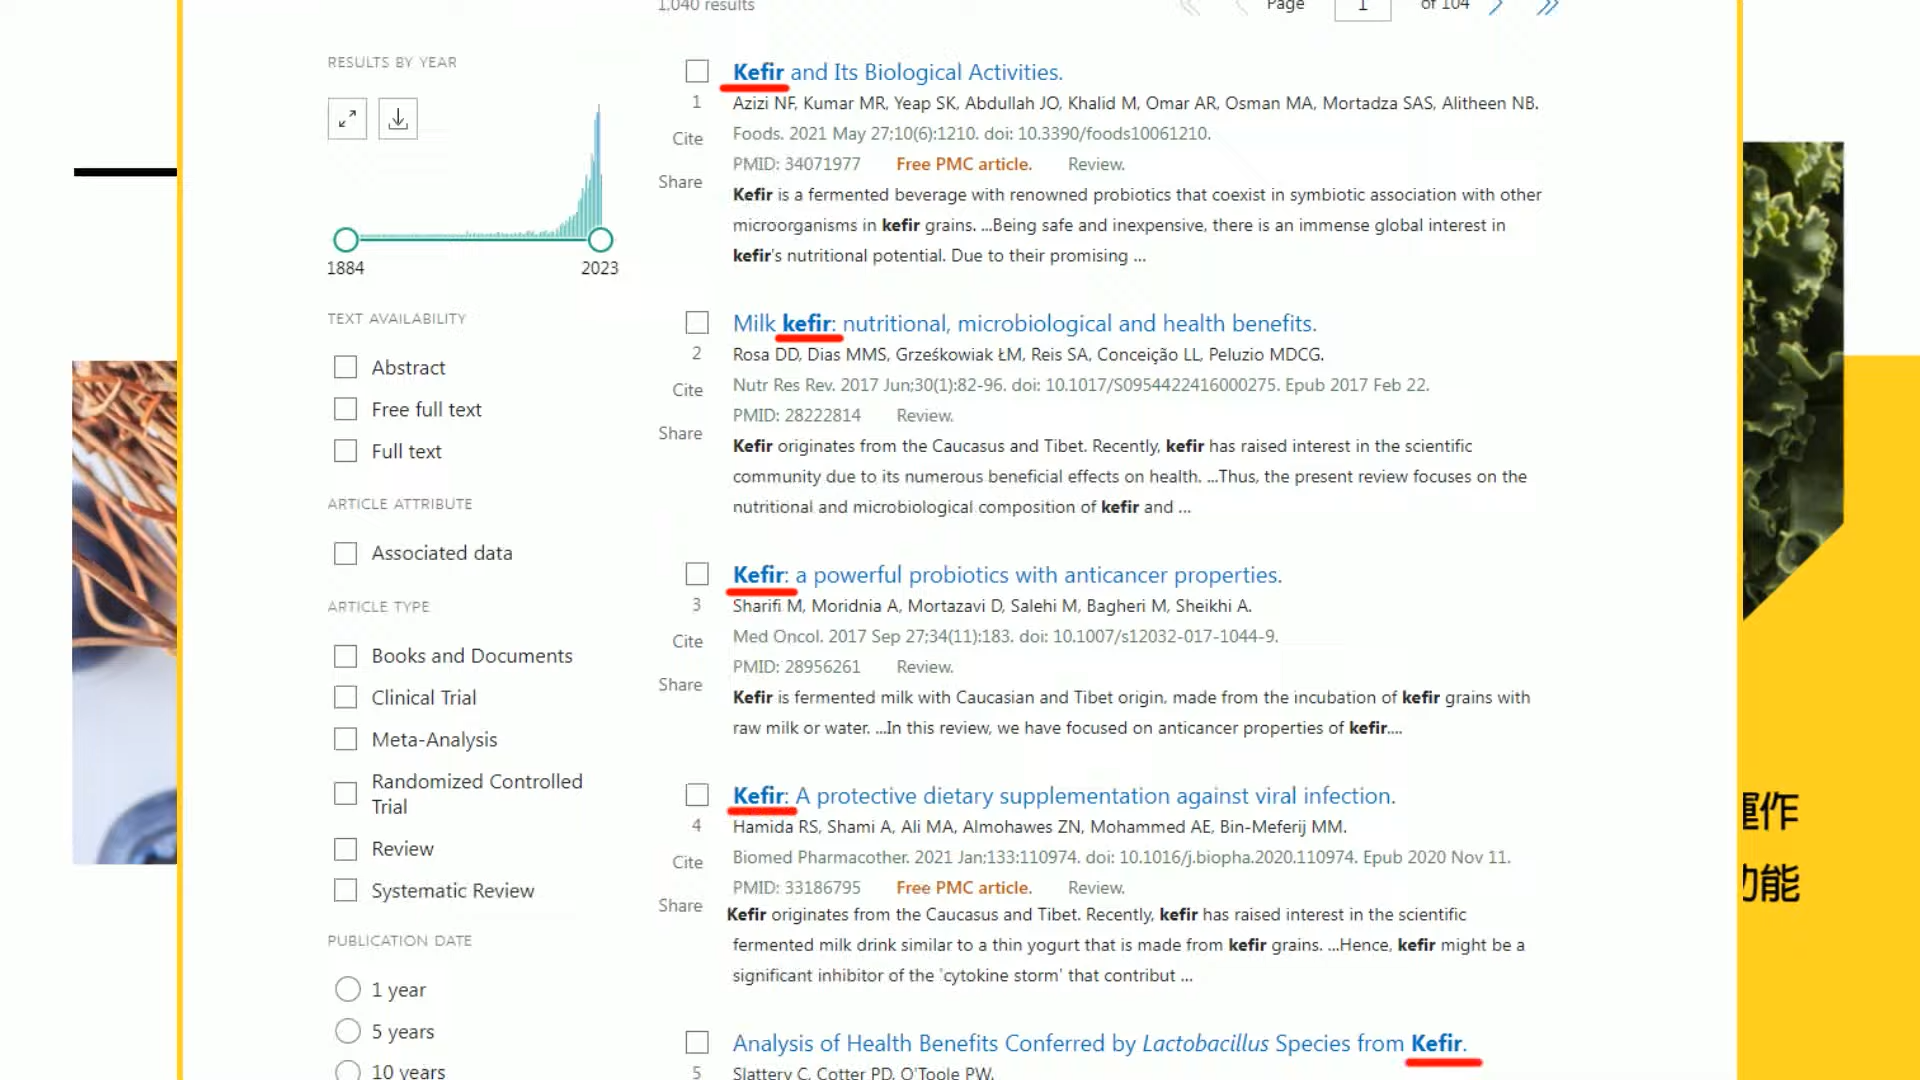 1,040 results
Page 1 of 104
RESULTS BY YEAR
1884 2023
TEXT AVAILABILITY
Abstract
Free full text
Full text
ARTICLE ATTRIBUTE
Associated data
ARTICLE TYPE
Books and Documents
Clinical Trial
Meta-Analysis
Randomized Controlled
Trial
Review
Systematic Review
PUBLICATION DATE
1 year
5 years
10 years
Kefir and Its Biological Activities.
1
Azizi NF, Kumar MR, Yeap SK, Abdullah JO, Khalid M, Omar AR, Osman MA, Mortadza SAS, Alitheen NB.
Cite
Foods. 2021 May 27;10(6):1210. doi: 10.3390/foods10061210.
PMID: 34071977 Free PMC article. Review.
Share
Kefir is a fermented beverage with renowned probiotics that coexist in symbiotic association with other
microorganisms in kefir grains. ...Being safe and inexpensive, there is an immense global interest in
kefir's nutritional potential. Due to their promising ...
Milk kefir: nutritional, microbiological and health benefits.
2
Rosa DD, Dias MMS, Grześkowiak ŁM, Reis SA, Conceição LL, Peluzio MDCG.
Cite
Nutr Res Rev. 2017 Jun;30(1):82-96. doi: 10.1017/S0954422416000275. Epub 2017 Feb 22.
PMID: 28222814 Review.
Share
Kefir originates from the Caucasus and Tibet. Recently, kefir has raised interest in the scientific
community due to its numerous beneficial effects on health. ...Thus, the present review focuses on the
nutritional and microbiological composition of kefir and ...
Kefir: a powerful probiotics with anticancer properties.
3
Sharifi M, Moridnia A, Mortazavi D, Salehi M, Bagheri M, Sheikhi A.
Cite
Med Oncol. 2017 Sep 27;34(11):183. doi: 10.1007/s12032-017-1044-9.
PMID: 28956261 Review.
Share
Kefir is fermented milk with Caucasian and Tibet origin, made from the incubation of kefir grains with
raw milk or water. ...In this review, we have focused on anticancer properties of kefir....
Kefir: A protective dietary supplementation against viral infection.
4
Hamida RS, Shami A, Ali MA, Almohawes ZN, Mohammed AE, Bin-Meferij MM.
Cite
Biomed Pharmacother. 2021 Jan;133:110974. doi: 10.1016/j.biopha.2020.110974. Epub 2020 Nov 11.
PMID: 33186795 Free PMC article. Review.
Share
Kefir originates from the Caucasus and Tibet. Recently, kefir has raised interest in the scientific
fermented milk drink similar to a thin yogurt that is made from kefir grains. ...Hence, kefir might be a
significant inhibitor of the 'cytokine storm' that contribut ...
Analysis of Health Benefits Conferred by Lactobacillus Species from Kefir.
5
Slattery C, Cotter PD, O'Toole PW.
運作
功能